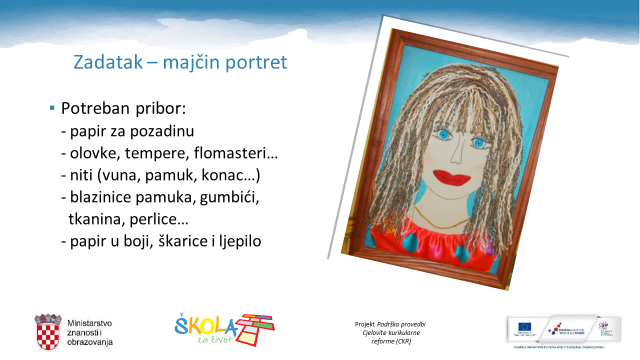 Zadatak – majčin portret
▪ Potreban pribor:
- papir za pozadinu
- olovke, tempere, flomasteri...
- niti (vuna, pamuk, konac...)
- blazinice pamuka, gumbići,
tkanina, perlice...
- papir u boji, škarice i ljepilo
Ministarstvo
znanosti i
obrazovanja
ŠKOLA
za život
Projekt Podrška provedbi
Cjelovite kurikularne
reforme (CKR)